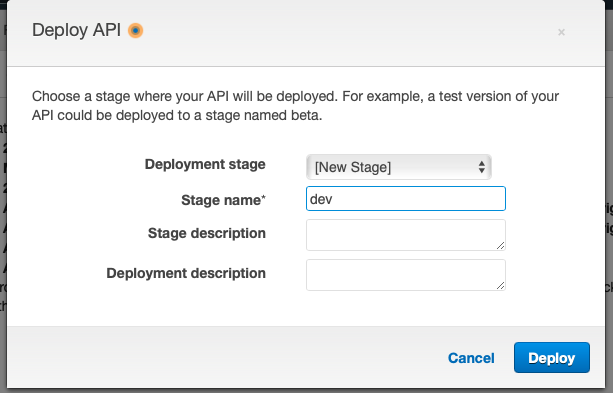 Deploy API
×
Choose a stage where your API will be deployed. For example, a test version of your
API could be deployed to a stage named beta.
Deployment stage [New Stage]
Stage name* dev
Stage description
Deployment description
Cancel Deploy